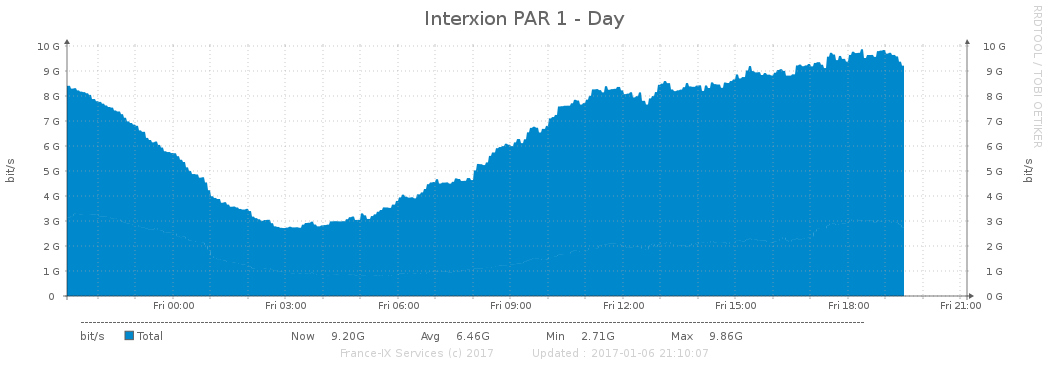 Interxion PAR 1 - Day
RRDTOOL / TOBI OETIKER
10 G 10 G
9 G 9 G
8 G 8 G
7 G 7 G
6 G 6 G
5 G 5 G
4 G 4 G
3 G 3 G
2 G 2 G
1 G 1 G
0 0 G
bit/s bit/s
Fri 00:00 Fri 03:00 Fri 06:00 Fri 09:00 Fri 12:00 Fri 15:00 Fri 18:00 Fri 21:00
bit/s Total Now 9.20G Avg 6.46G Min 2.71G Max 9.86G
France-IX Services (c) 2017 Updated : 2017-01-06 21:10:07